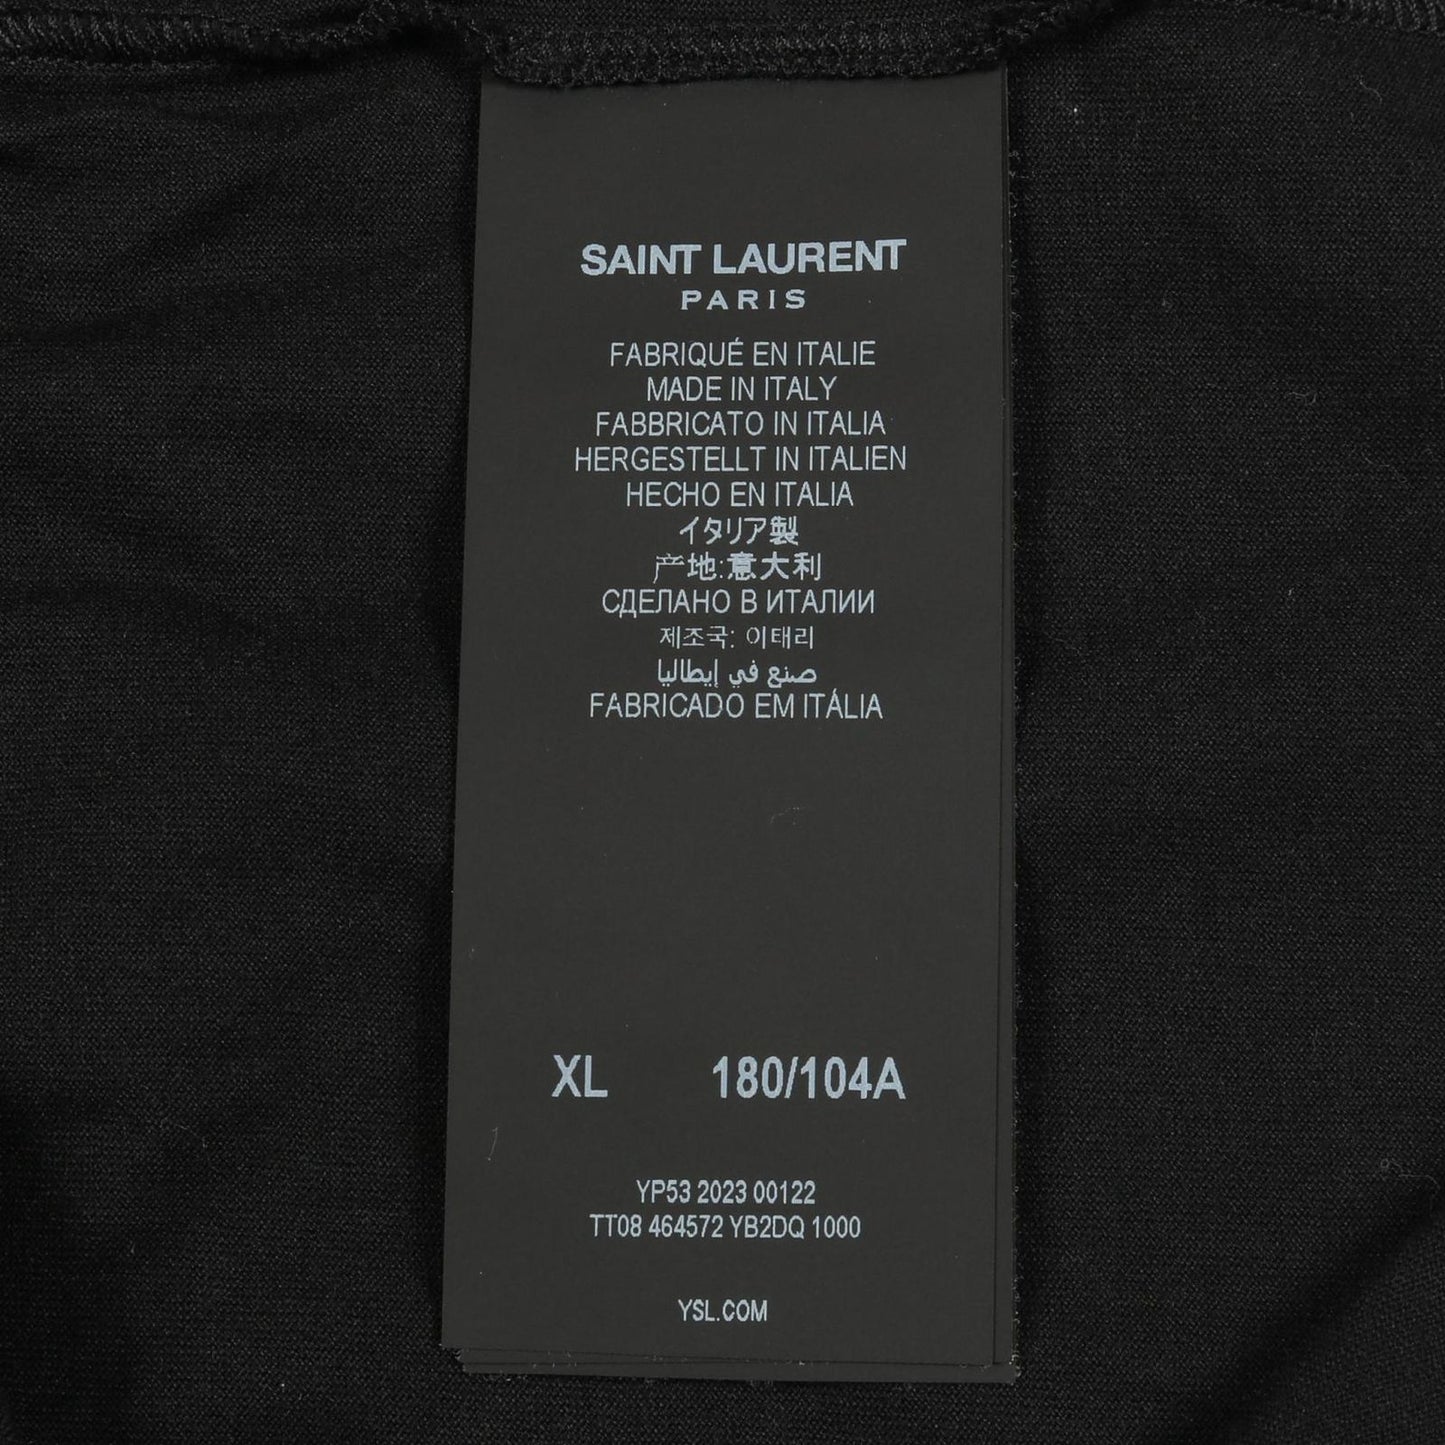 SAINT LAURENT
PARIS
FABRIQUÉ EN ITALIE
MADE IN ITALY
FABBRICATO IN ITALIA
HERGESTELLT IN ITALIEN
HECHO EN ITALIA
イタリア製
产地:意大利
СДЕЛАНО В ИТАЛИИ
제조국: 이태리
صنع في إيطاليا
FABRICADO EM ITÁLIA
XL 180/104A
YP53 2023 00122
TT08 464572 YB2DQ 1000
YSL.COM